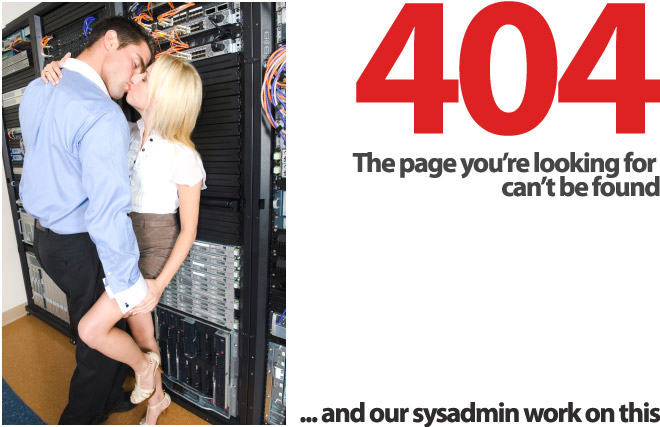 404
The page you're looking for
can't be found
... and our sysadmin work on this